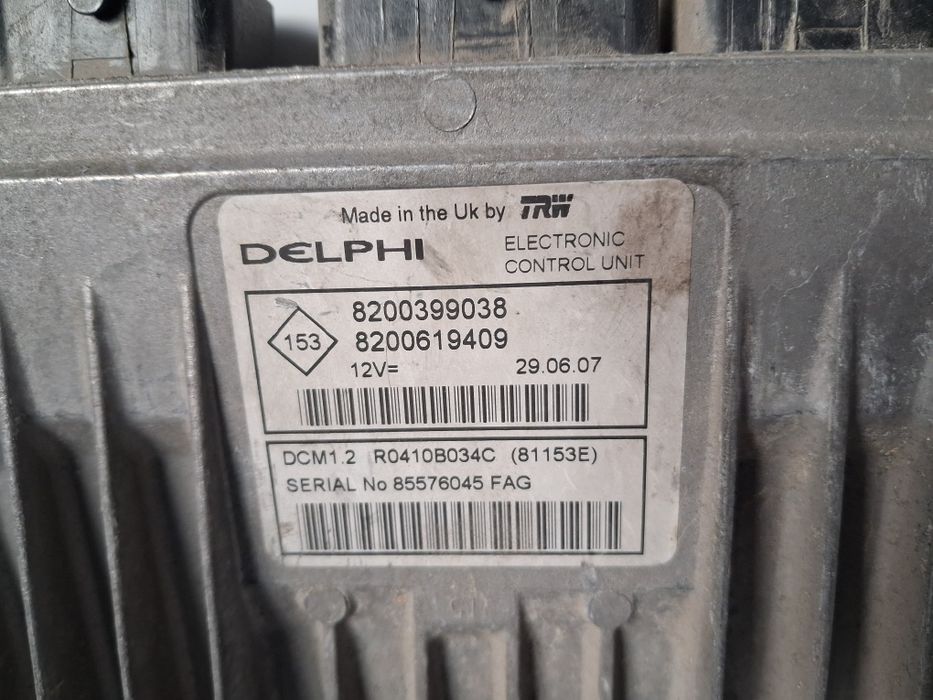 Made in the Uk by TRW
DELPHI
ELECTRONIC
CONTROL UNIT
8200399038
153
8200619409
12V= 29.06.07
DCM1.2 R0410B034C (81153E)
SERIAL No 85576045 FAG